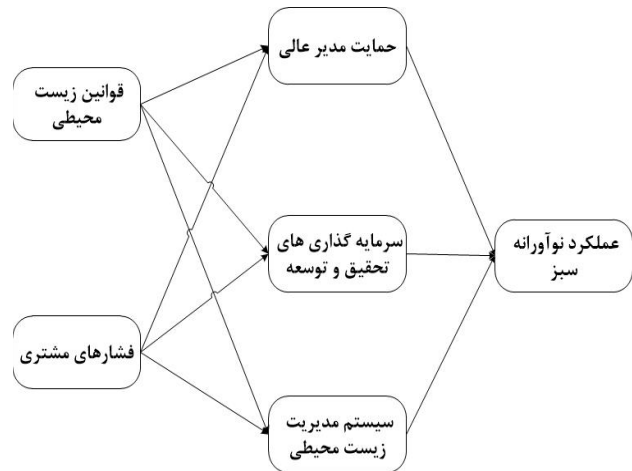 حمایت مدیر عالی
قوانین زیست
محیطی
سرمایه گذاری های
تحقیق و توسعه
عملکرد نوآورانه
سبز
فشارهای مشتری
سیستم مدیریت
زیست محیطی